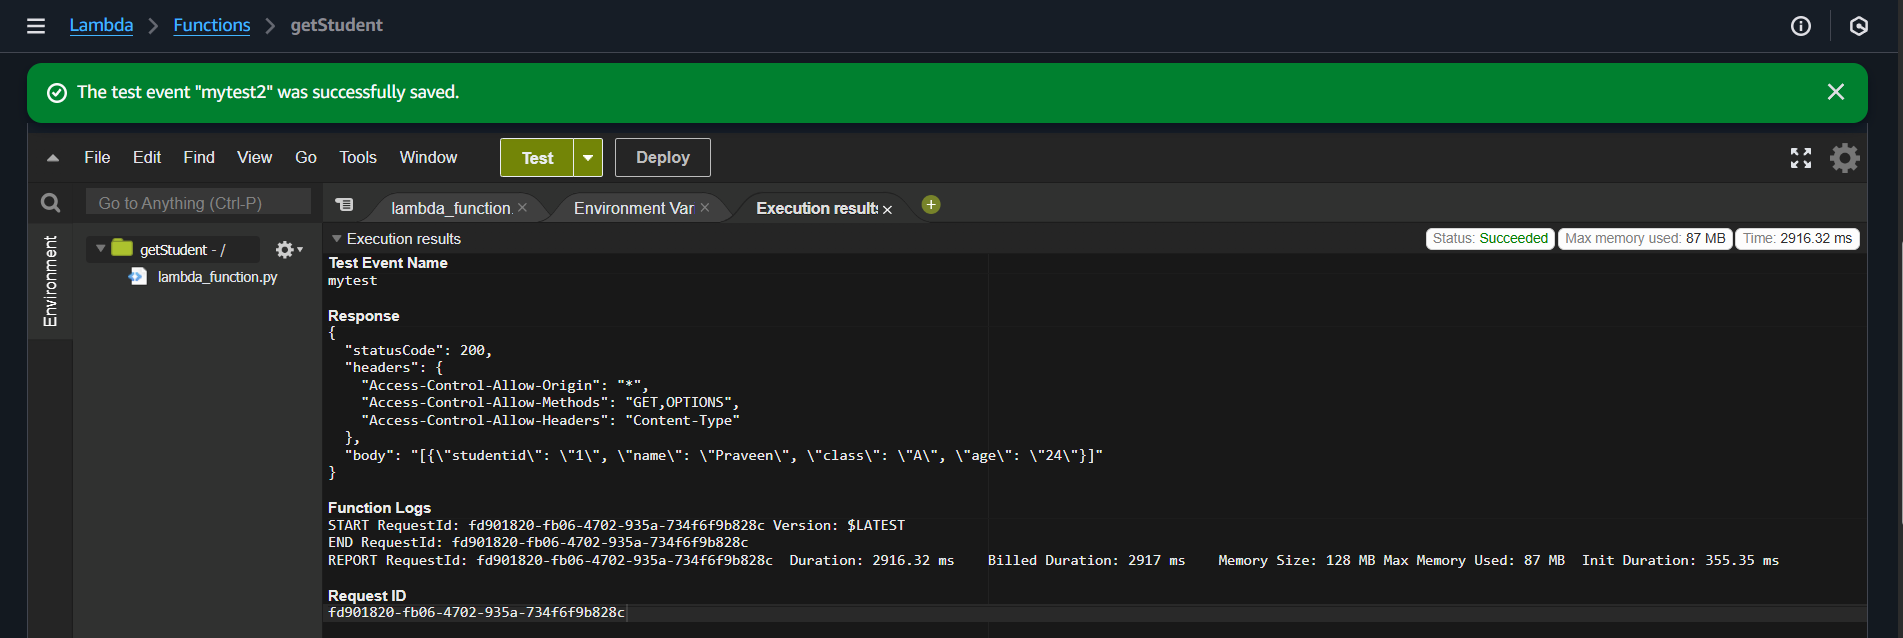 Lambda > Functions > getStudent
The test event "mytest2" was successfully saved.
File Edit Find View Go Tools Window Test Deploy
Go to Anything (Ctrl-P)
lambda_function. Environment Var Execution results
Environment
getStudent - /
lambda_function.py
Execution results
Status: Succeeded Max memory used: 87 MB Time: 2916.32 ms
Test Event Name
mytest
Response
{
  "statusCode": 200,
  "headers": {
    "Access-Control-Allow-Origin": "*",
    "Access-Control-Allow-Methods": "GET,OPTIONS",
    "Access-Control-Allow-Headers": "Content-Type"
  },
  "body": "[{\"studentid\": \"1\", \"name\": \"Praveen\", \"class\": \"A\", \"age\": \"24\"}]"
}
Function Logs
START RequestId: fd901820-fb06-4702-935a-734f6f9b828c Version: $LATEST
END RequestId: fd901820-fb06-4702-935a-734f6f9b828c
REPORT RequestId: fd901820-fb06-4702-935a-734f6f9b828c Duration: 2916.32 ms Billed Duration: 2917 ms Memory Size: 128 MB Max Memory Used: 87 MB Init Duration: 355.35 ms
Request ID
fd901820-fb06-4702-935a-734f6f9b828c